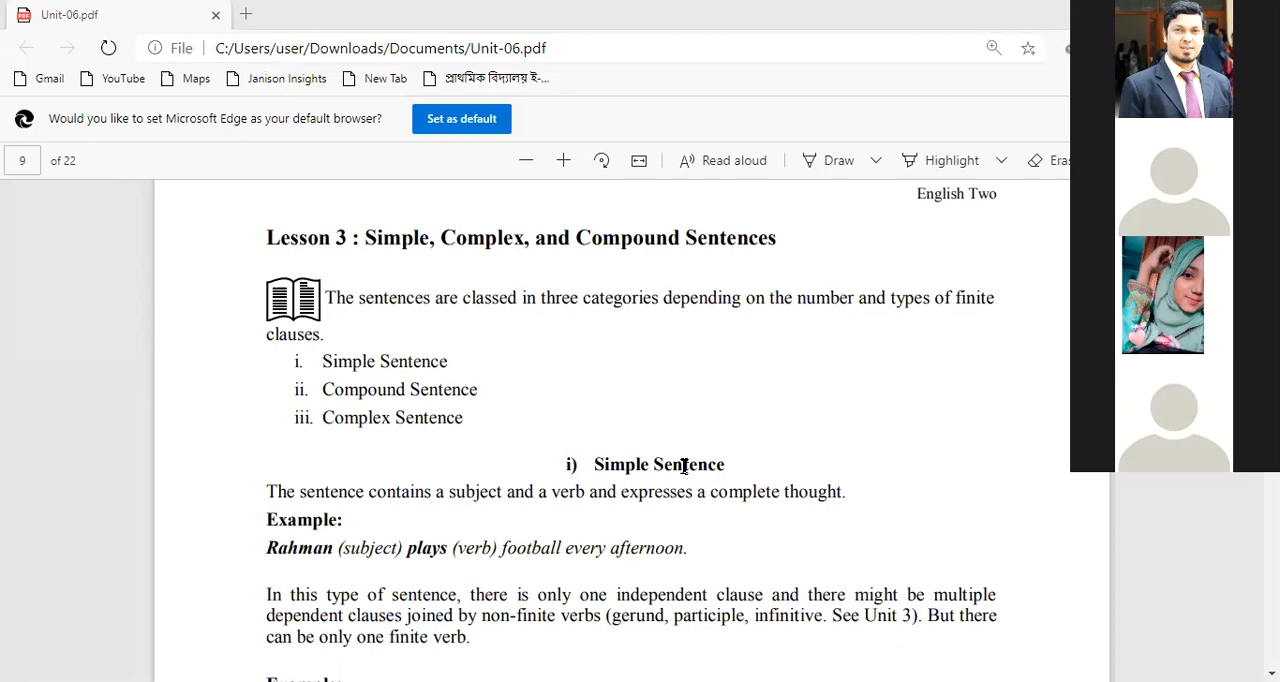 Unit-06.pdf
File
C:/Users/user/Downloads/Documents/Unit-06.pdf
Gmail
YouTube
Maps
Janison Insights
New Tab
প্রাথমিক বিদ্যালয় ই-...
Would you like to set Microsoft Edge as your default browser?
Set as default
9 of 22
Read aloud
Draw
Highlight
Eras
English Two
Lesson 3 : Simple, Complex, and Compound Sentences
The sentences are classed in three categories depending on the number and types of finite
clauses.
i. Simple Sentence
ii. Compound Sentence
iii. Complex Sentence
i) Simple Sentence
The sentence contains a subject and a verb and expresses a complete thought.
Example:
Rahman (subject) plays (verb) football every afternoon.
In this type of sentence, there is only one independent clause and there might be multiple
dependent clauses joined by non-finite verbs (gerund, participle, infinitive. See Unit 3). But there
can be only one finite verb.